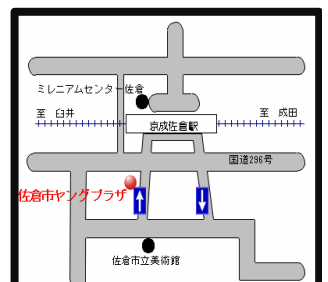 ミレニアムセンター佐倉
至 臼井
至 成田
京成佐倉駅
国道296号
佐倉市ヤングプラザ
佐倉市立美術館